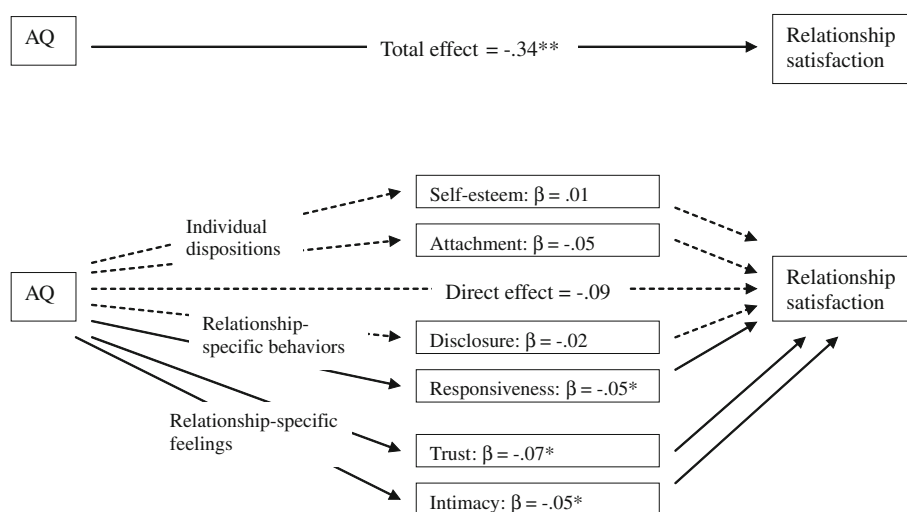 AQ
Total effect = -.34**
Relationship
satisfaction
Self-esteem: β = .01
Individual
dispositions
Attachment: β = -.05
AQ
Direct effect = -.09
Relationship
satisfaction
Relationship-
specific behaviors
Disclosure: β = -.02
Responsiveness: β = -.05*
Relationship-specific
feelings
Trust: β = -.07*
Intimacy: β = -.05*